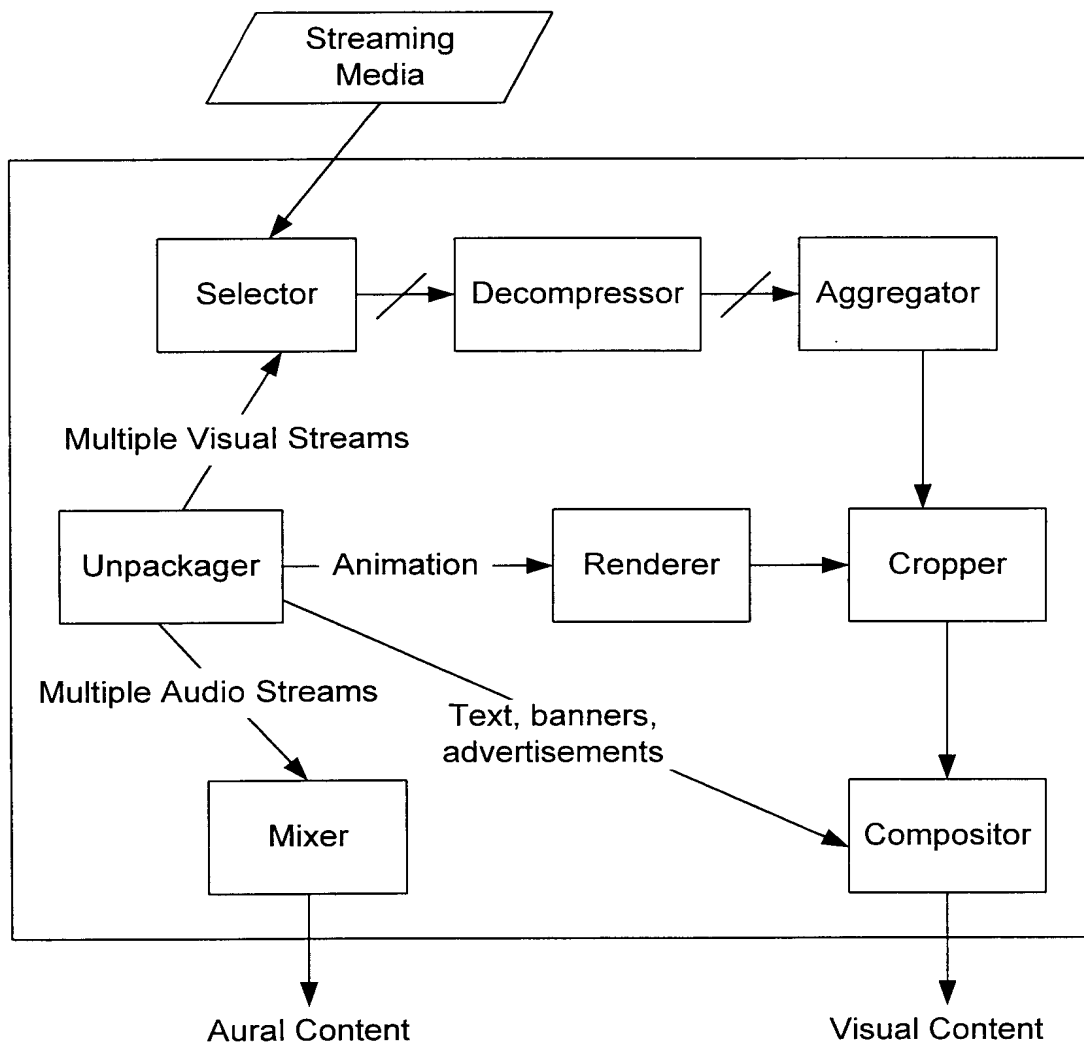 Streaming
Media
Selector
Decompressor
Aggregator
Multiple Visual Streams
Unpackager
Animation
Renderer
Cropper
Multiple Audio Streams
Text, banners,
advertisements
Mixer
Compositor
Aural Content
Visual Content